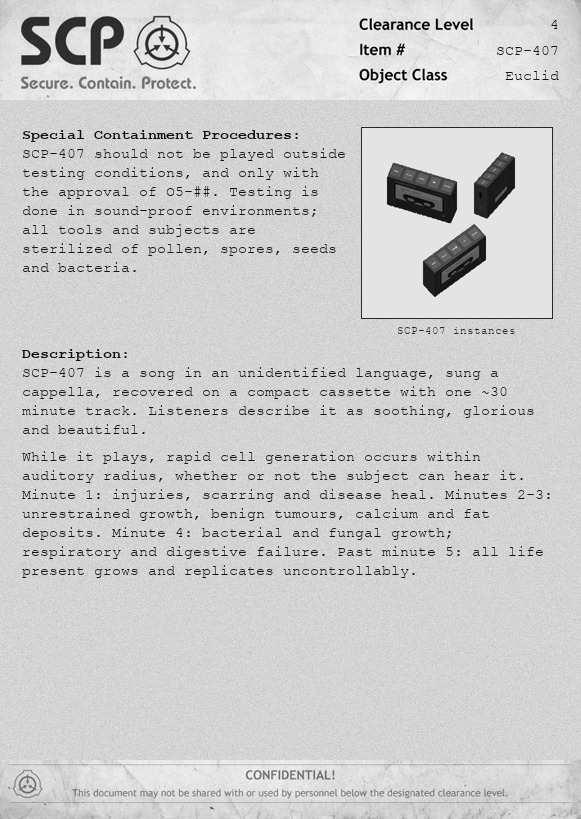 SCP
Secure. Contain. Protect.
Clearance Level 4
Item # SCP-407
Object Class Euclid
Special Containment Procedures:
SCP-407 should not be played outside
testing conditions, and only with
the approval of O5-##. Testing is
done in sound-proof environments;
all tools and subjects are
sterilized of pollen, spores, seeds
and bacteria.
SCP-407 instances
Description:
SCP-407 is a song in an unidentified language, sung a
cappella, recovered on a compact cassette with one ~30
minute track. Listeners describe it as soothing, glorious
and beautiful.
While it plays, rapid cell generation occurs within
auditory radius, whether or not the subject can hear it.
Minute 1: injuries, scarring and disease heal. Minutes 2-3:
unrestrained growth, benign tumours, calcium and fat
deposits. Minute 4: bacterial and fungal growth;
respiratory and digestive failure. Past minute 5: all life
present grows and replicates uncontrollably.
CONFIDENTIAL!
This document may not be shared with or used by personnel below the designated clearance level.